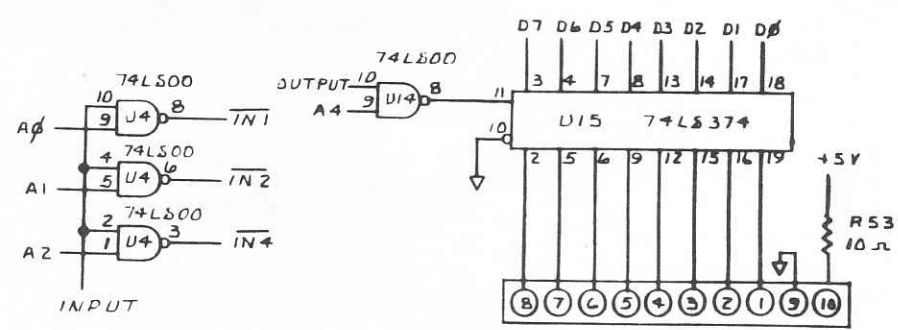 D7 D6 D5 D4 D3 D2 D1 DØ
3 4 7 8 13 14 17 18
74LS00
OUTPUT 10
A4 9
U14 8
11
10
U15 74LS374
2 5 6 9 12 15 16 19
+5V
R53
10 Ω
8 7 6 5 4 3 2 1 9 10
74LS00
10
AØ 9
U4 8 IN1
74LS00
4
A1 5
U4 6 IN2
74LS00
2
A2 1
U4 3 IN4
INPUT